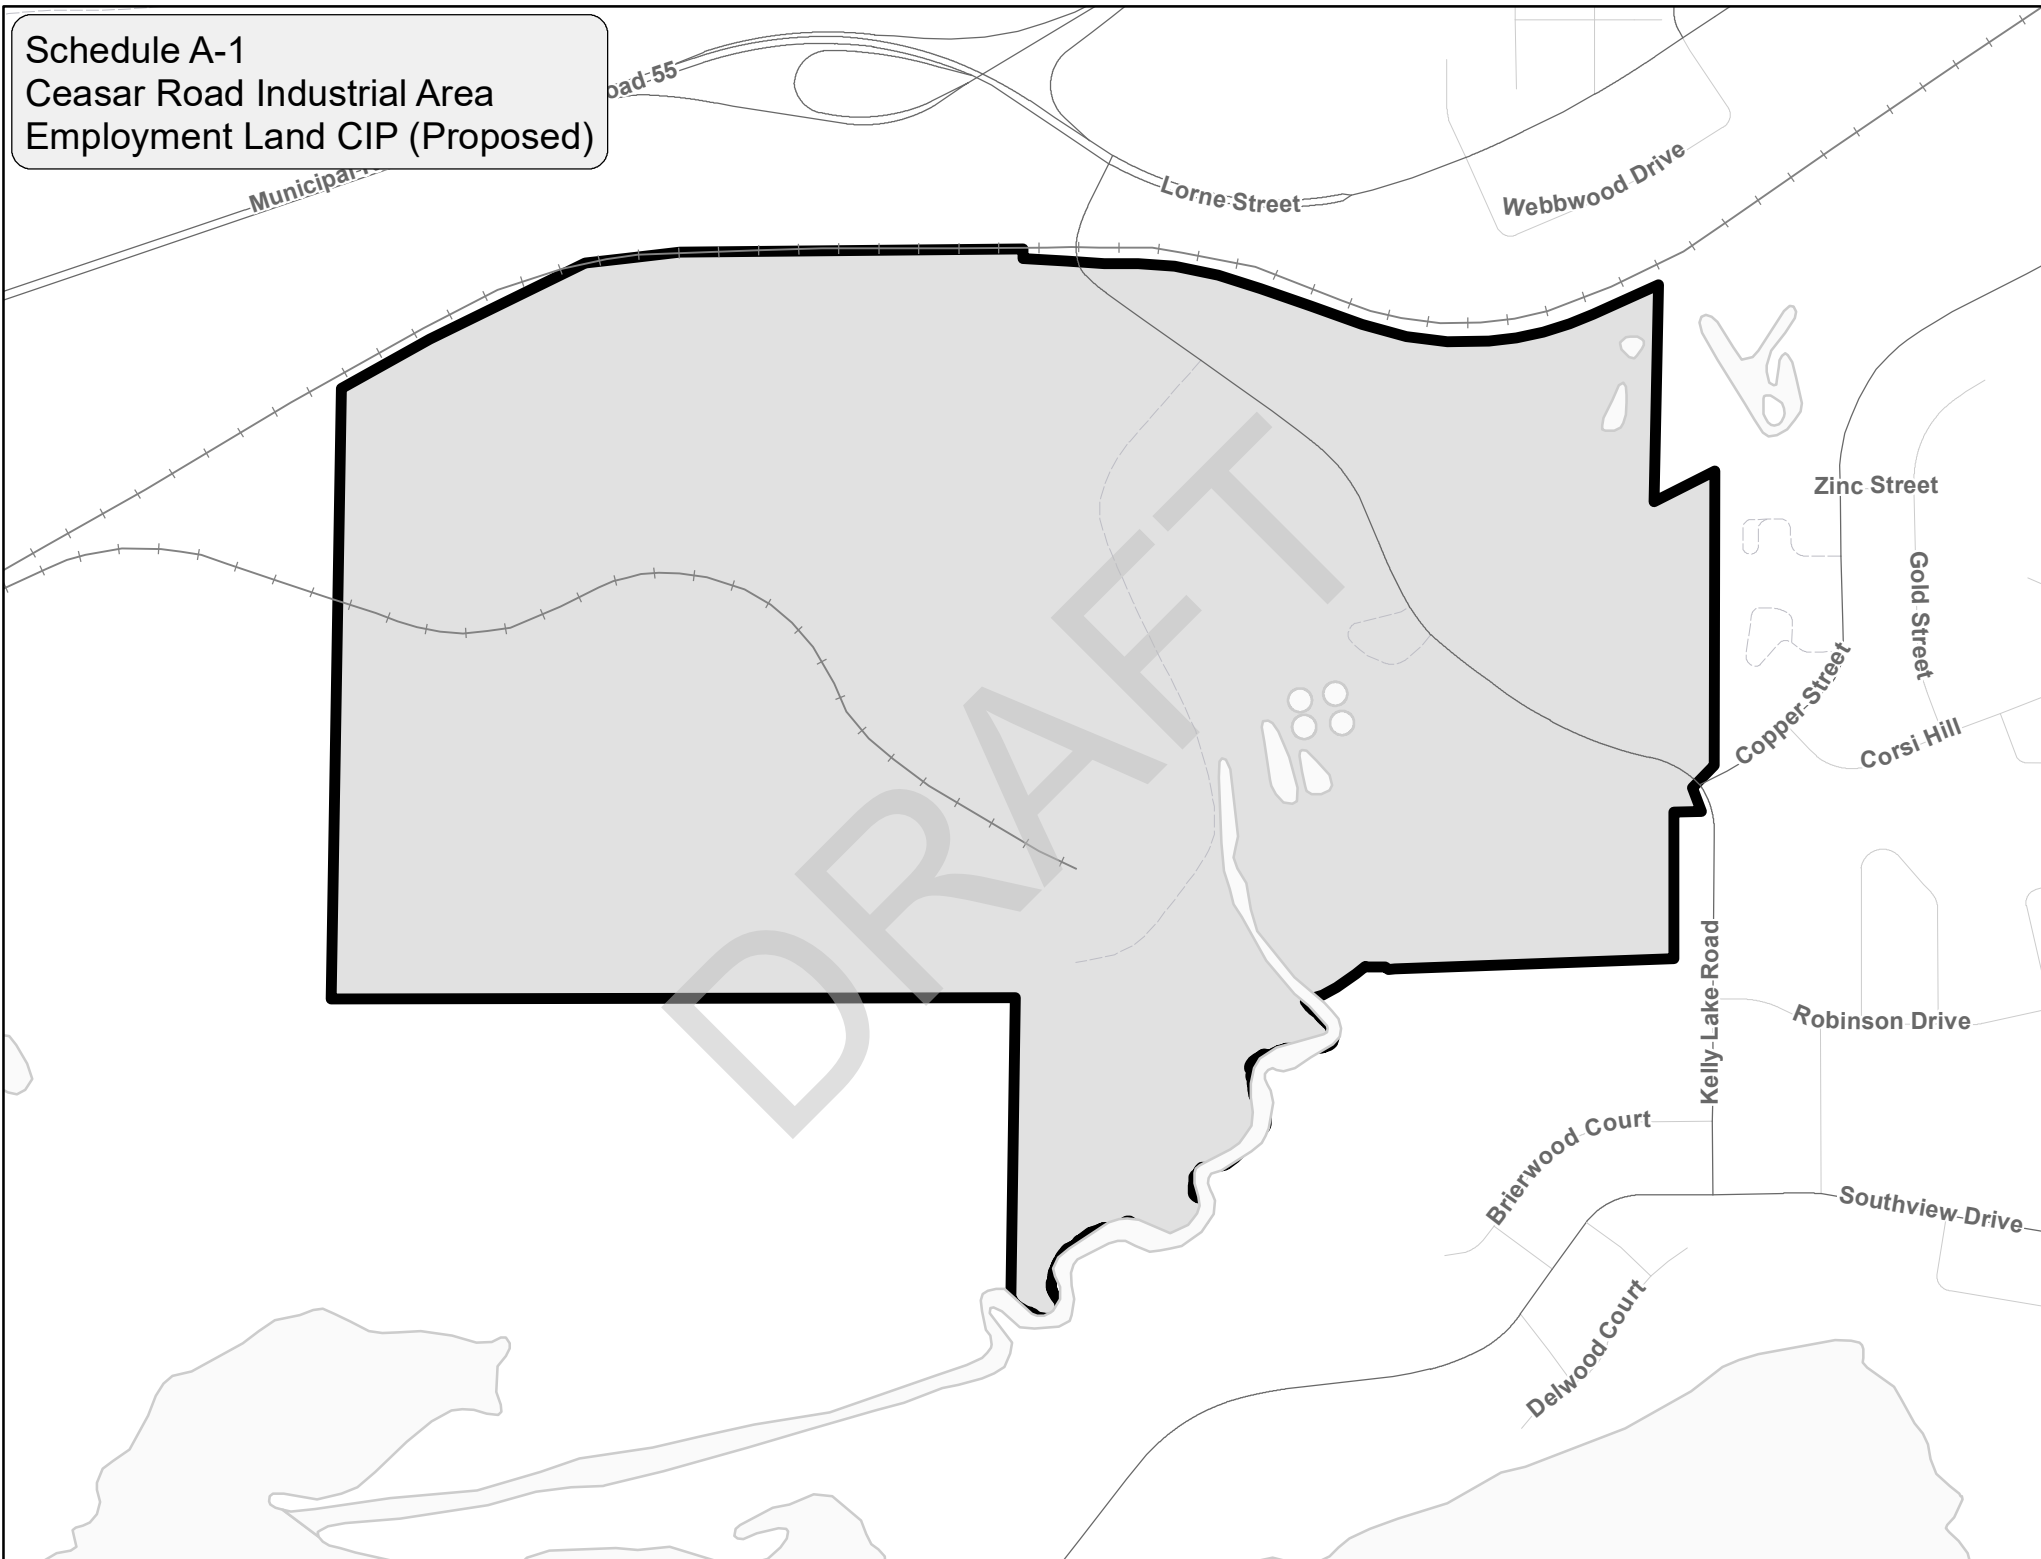 Schedule A-1
Ceasar Road Industrial Area
Employment Land CIP (Proposed)
oad 55
Municipal
Lorne Street
Webbwood Drive
Zinc Street
Gold Street
Copper Street
Corsi Hill
DRAFT
Kelly Lake Road
Robinson Drive
Brierwood Court
Southview Drive
Delwood Court